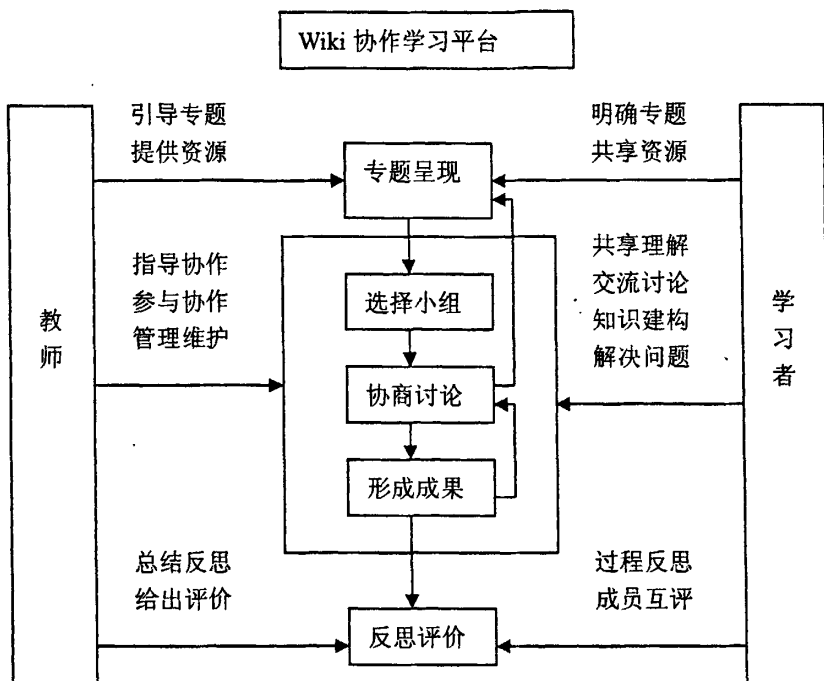 Wiki 协作学习平台
引导专题
提供资源
明确专题
共享资源
专题呈现
指导协作
参与协作
管理维护
共享理解
交流讨论
知识建构
解决问题
选择小组
教师
学习者
协商讨论
形成成果
总结反思
给出评价
过程反思
成员互评
反思评价